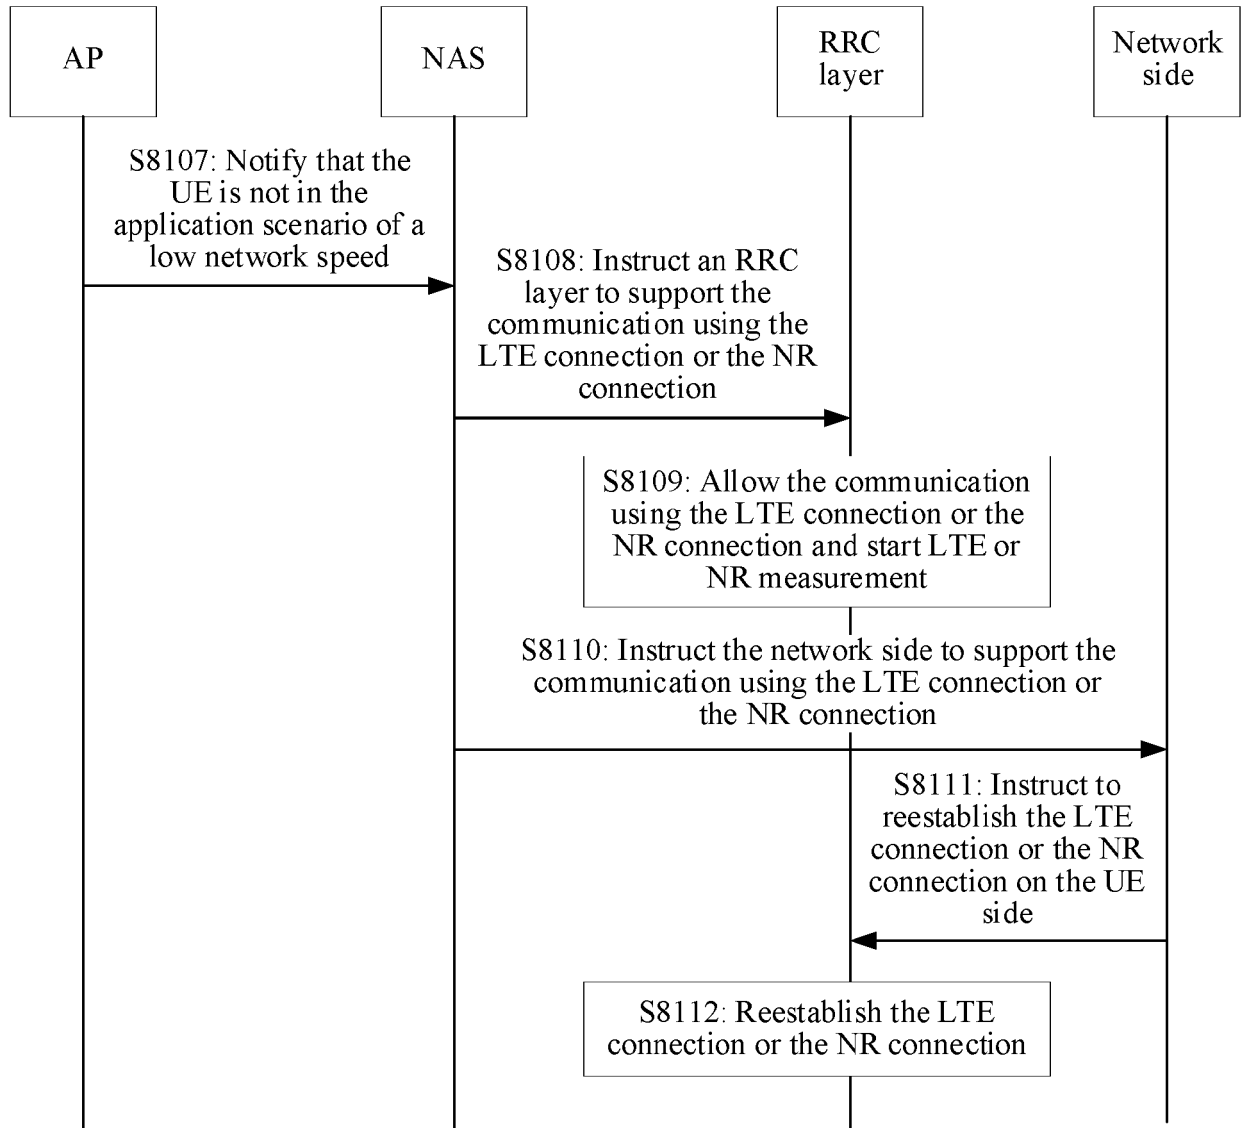 AP
NAS
RRC
layer
Network
side
S8107: Notify that the
UE is not in the
application scenario of a
low network speed
S8108: Instruct an RRC
layer to support the
communication using the
LTE connection or the NR
connection
S8109: Allow the communication
using the LTE connection or the
NR connection and start LTE or
NR measurement
S8110: Instruct the network side to support the
communication using the LTE connection or
the NR connection
S8111: Instruct to
reestablish the LTE
connection or the NR
connection on the UE
side
S8112: Reestablish the LTE
connection or the NR connection